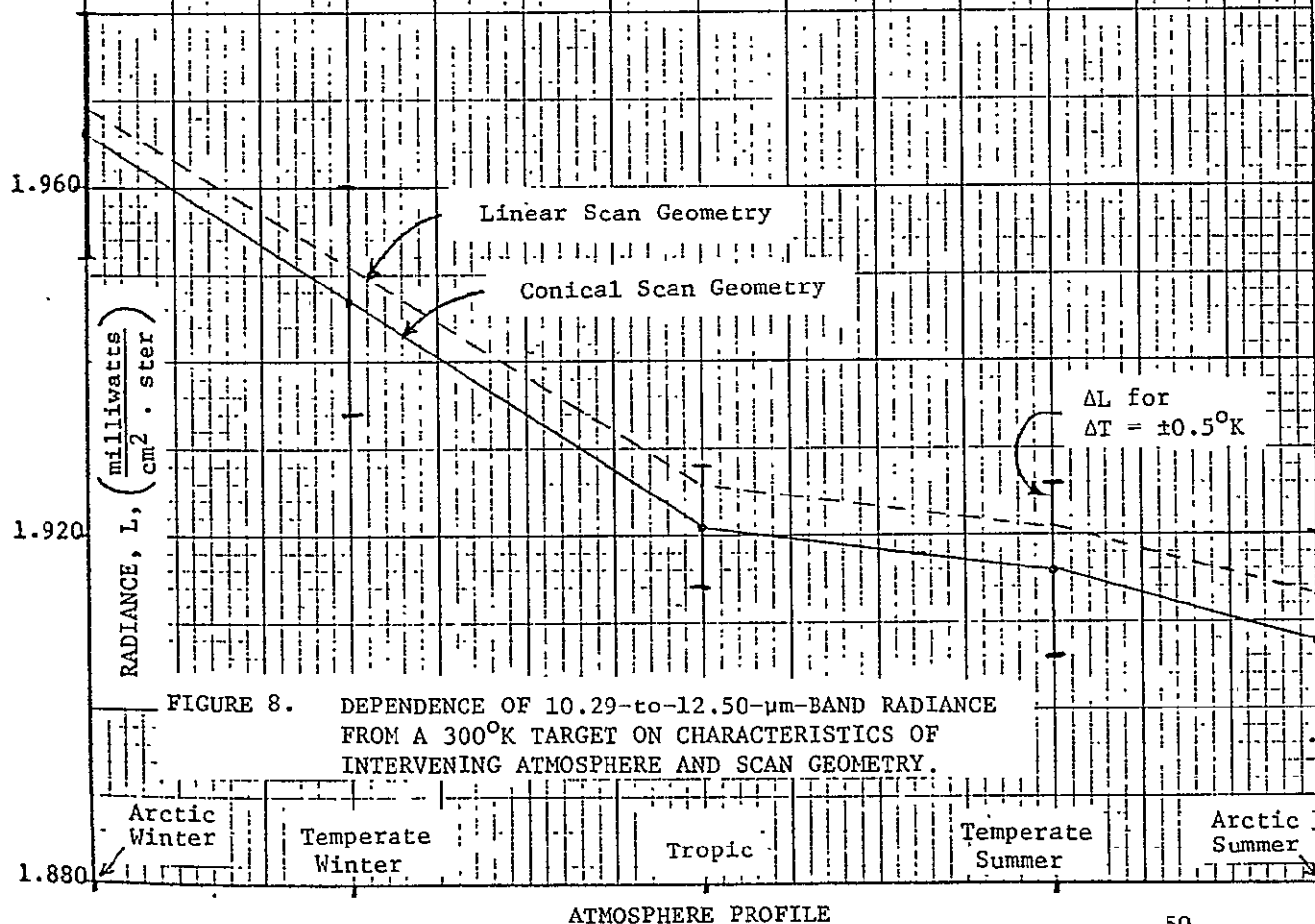 1.960
Linear Scan Geometry
Conical Scan Geometry
RADIANCE, L, (milliwatts / cm² . ster)
ΔL for
ΔT = ±0.5°K
1.920
FIGURE 8. DEPENDENCE OF 10.29-to-12.50-μm-BAND RADIANCE
FROM A 300°K TARGET ON CHARACTERISTICS OF
INTERVENING ATMOSPHERE AND SCAN GEOMETRY.
Arctic
Winter
Temperate
Winter
Tropic
Temperate
Summer
Arctic
Summer
1.880
ATMOSPHERE PROFILE